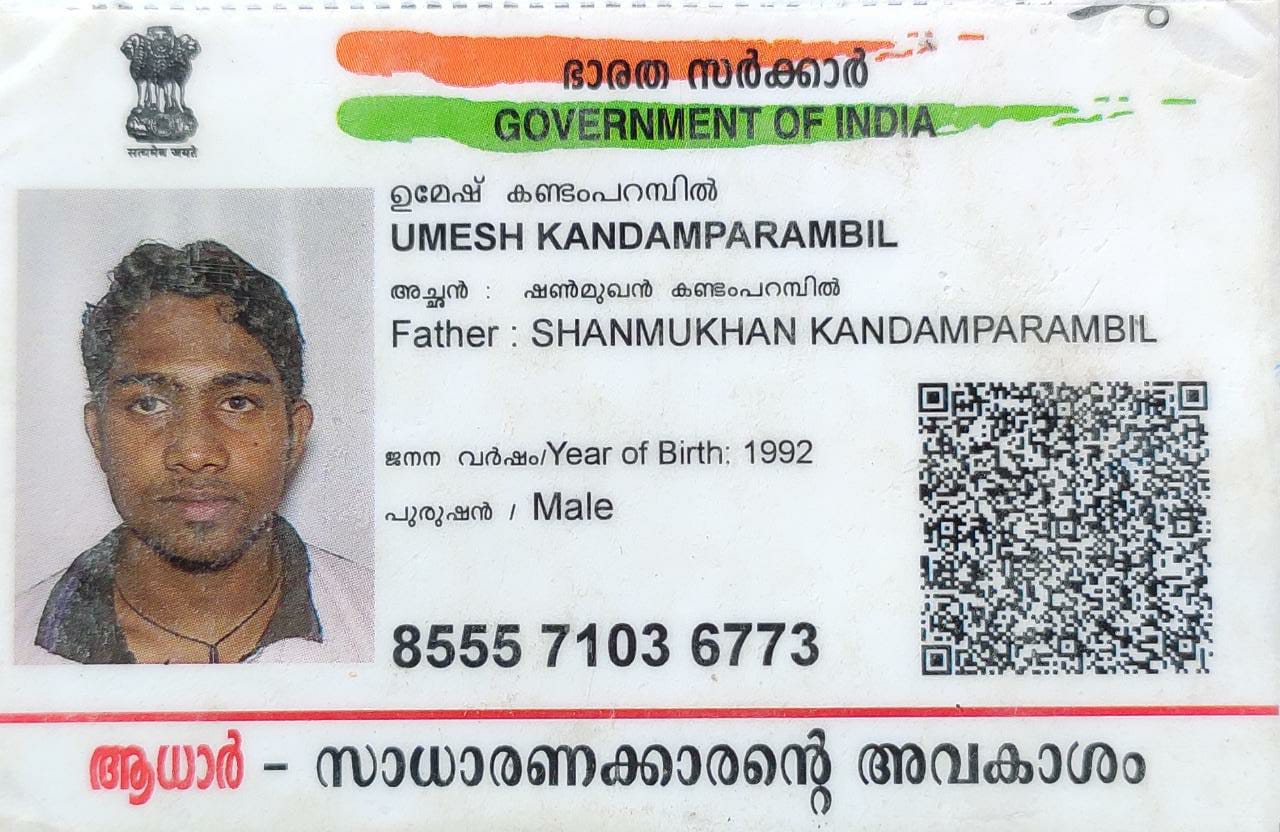 ഭാരത സർക്കാർ
GOVERNMENT OF INDIA
सत्यमेव जयते
ഉമേഷ് കണ്ടംപറമ്പിൽ
UMESH KANDAMPARAMBIL
അച്ഛൻ : ഷൺമുഖൻ കണ്ടംപറമ്പിൽ
Father : SHANMUKHAN KANDAMPARAMBIL
ജനന വർഷം/Year of Birth: 1992
പുരുഷൻ / Male
8555 7103 6773
ആധാർ - സാധാരണക്കാരന്റെ അവകാശം